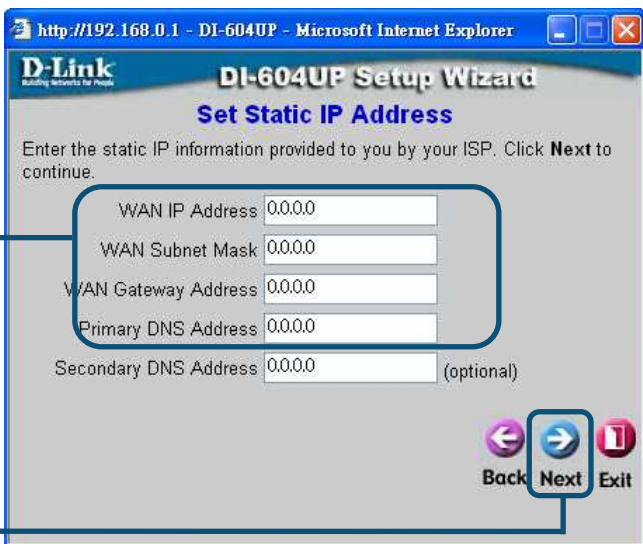 http://192.168.0.1 - DI-604UP - Microsoft Internet Explorer
D-Link
Building Networks for People
DI-604UP Setup Wizard
Set Static IP Address
Enter the static IP information provided to you by your ISP. Click Next to
continue.
WAN IP Address 0.0.0.0
WAN Subnet Mask 0.0.0.0
WAN Gateway Address 0.0.0.0
Primary DNS Address 0.0.0.0
Secondary DNS Address 0.0.0.0 (optional)
Back Next Exit